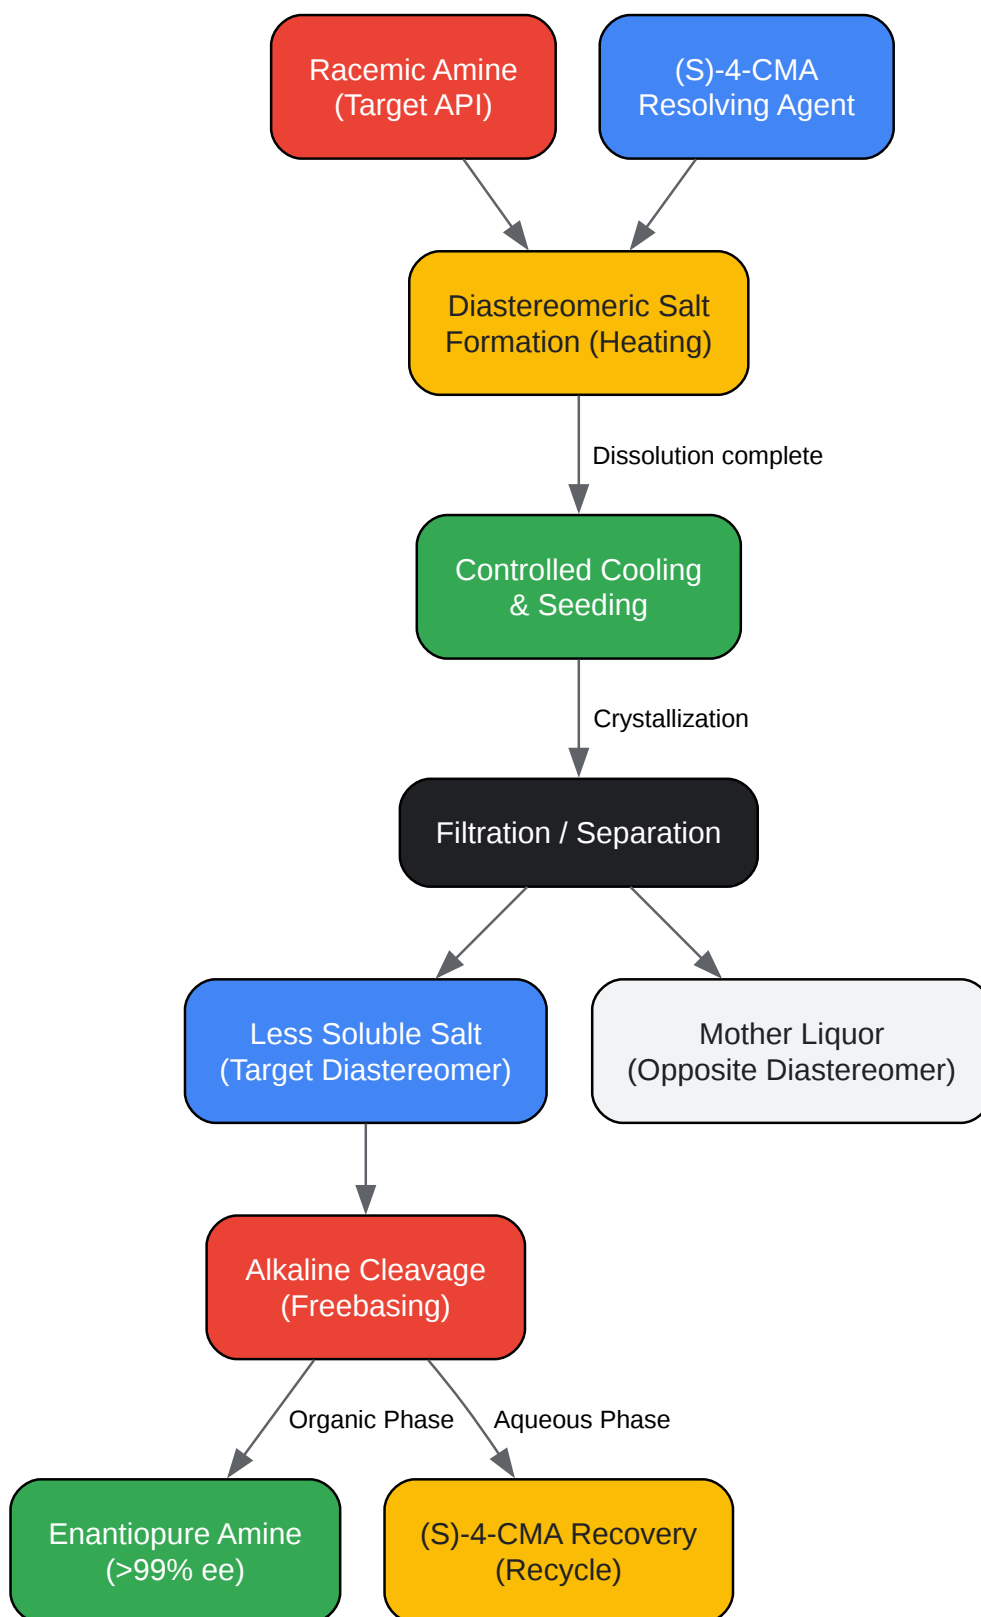 Racemic Amine
(Target API)
(S)-4-CMA
Resolving Agent
Diastereomeric Salt
Formation (Heating)
Dissolution complete
Controlled Cooling
& Seeding
Crystallization
Filtration / Separation
Less Soluble Salt
(Target Diastereomer)
Mother Liquor
(Opposite Diastereomer)
Alkaline Cleavage
(Freebasing)
Organic Phase
Aqueous Phase
Enantiopure Amine
(>99% ee)
(S)-4-CMA Recovery
(Recycle)